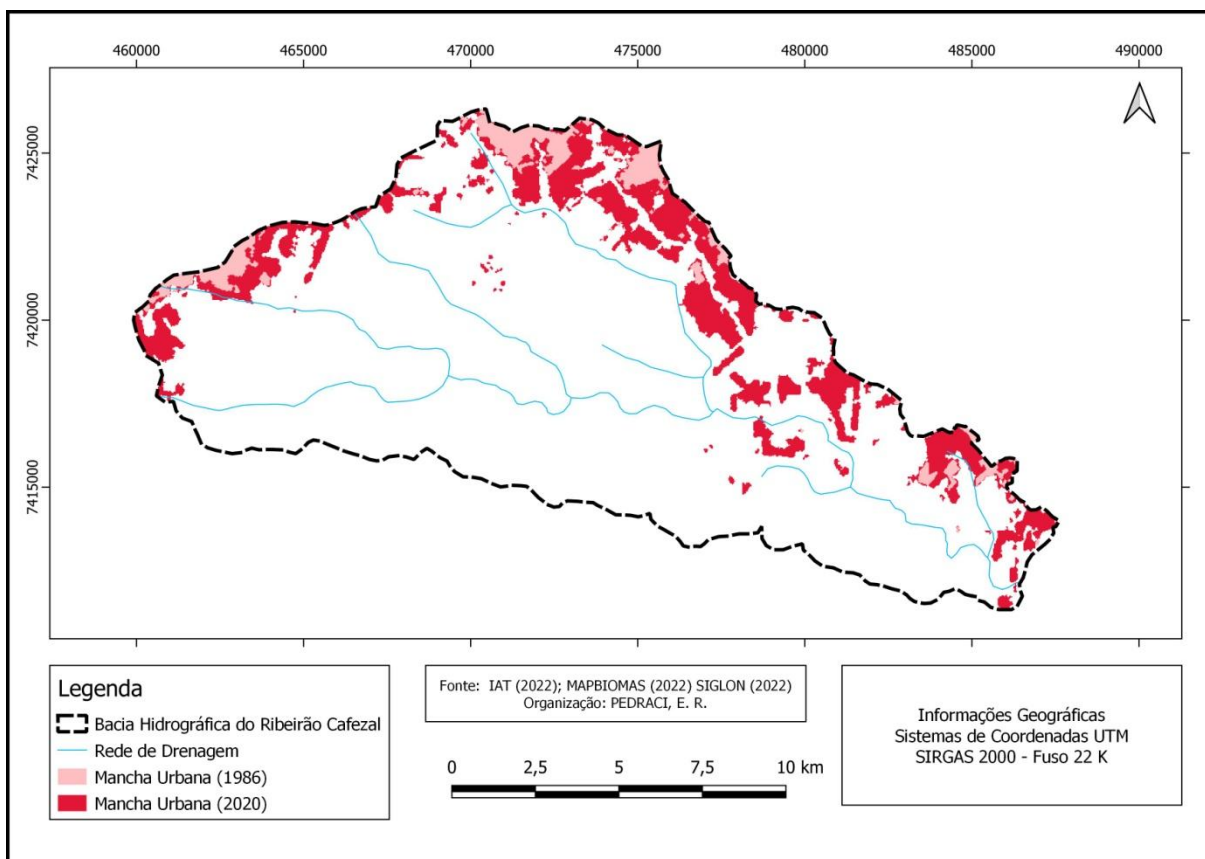 460000 465000 470000 475000 480000 485000 490000
7425000
7420000
7415000
Legenda
Bacia Hidrográfica do Ribeirão Cafezal
Rede de Drenagem
Mancha Urbana (1986)
Mancha Urbana (2020)
Fonte: IAT (2022); MAPBIOMAS (2022) SIGLON (2022)
Organização: PEDRACI, E. R.
0 2,5 5 7,5 10 km
Informações Geográficas
Sistemas de Coordenadas UTM
SIRGAS 2000 - Fuso 22 K